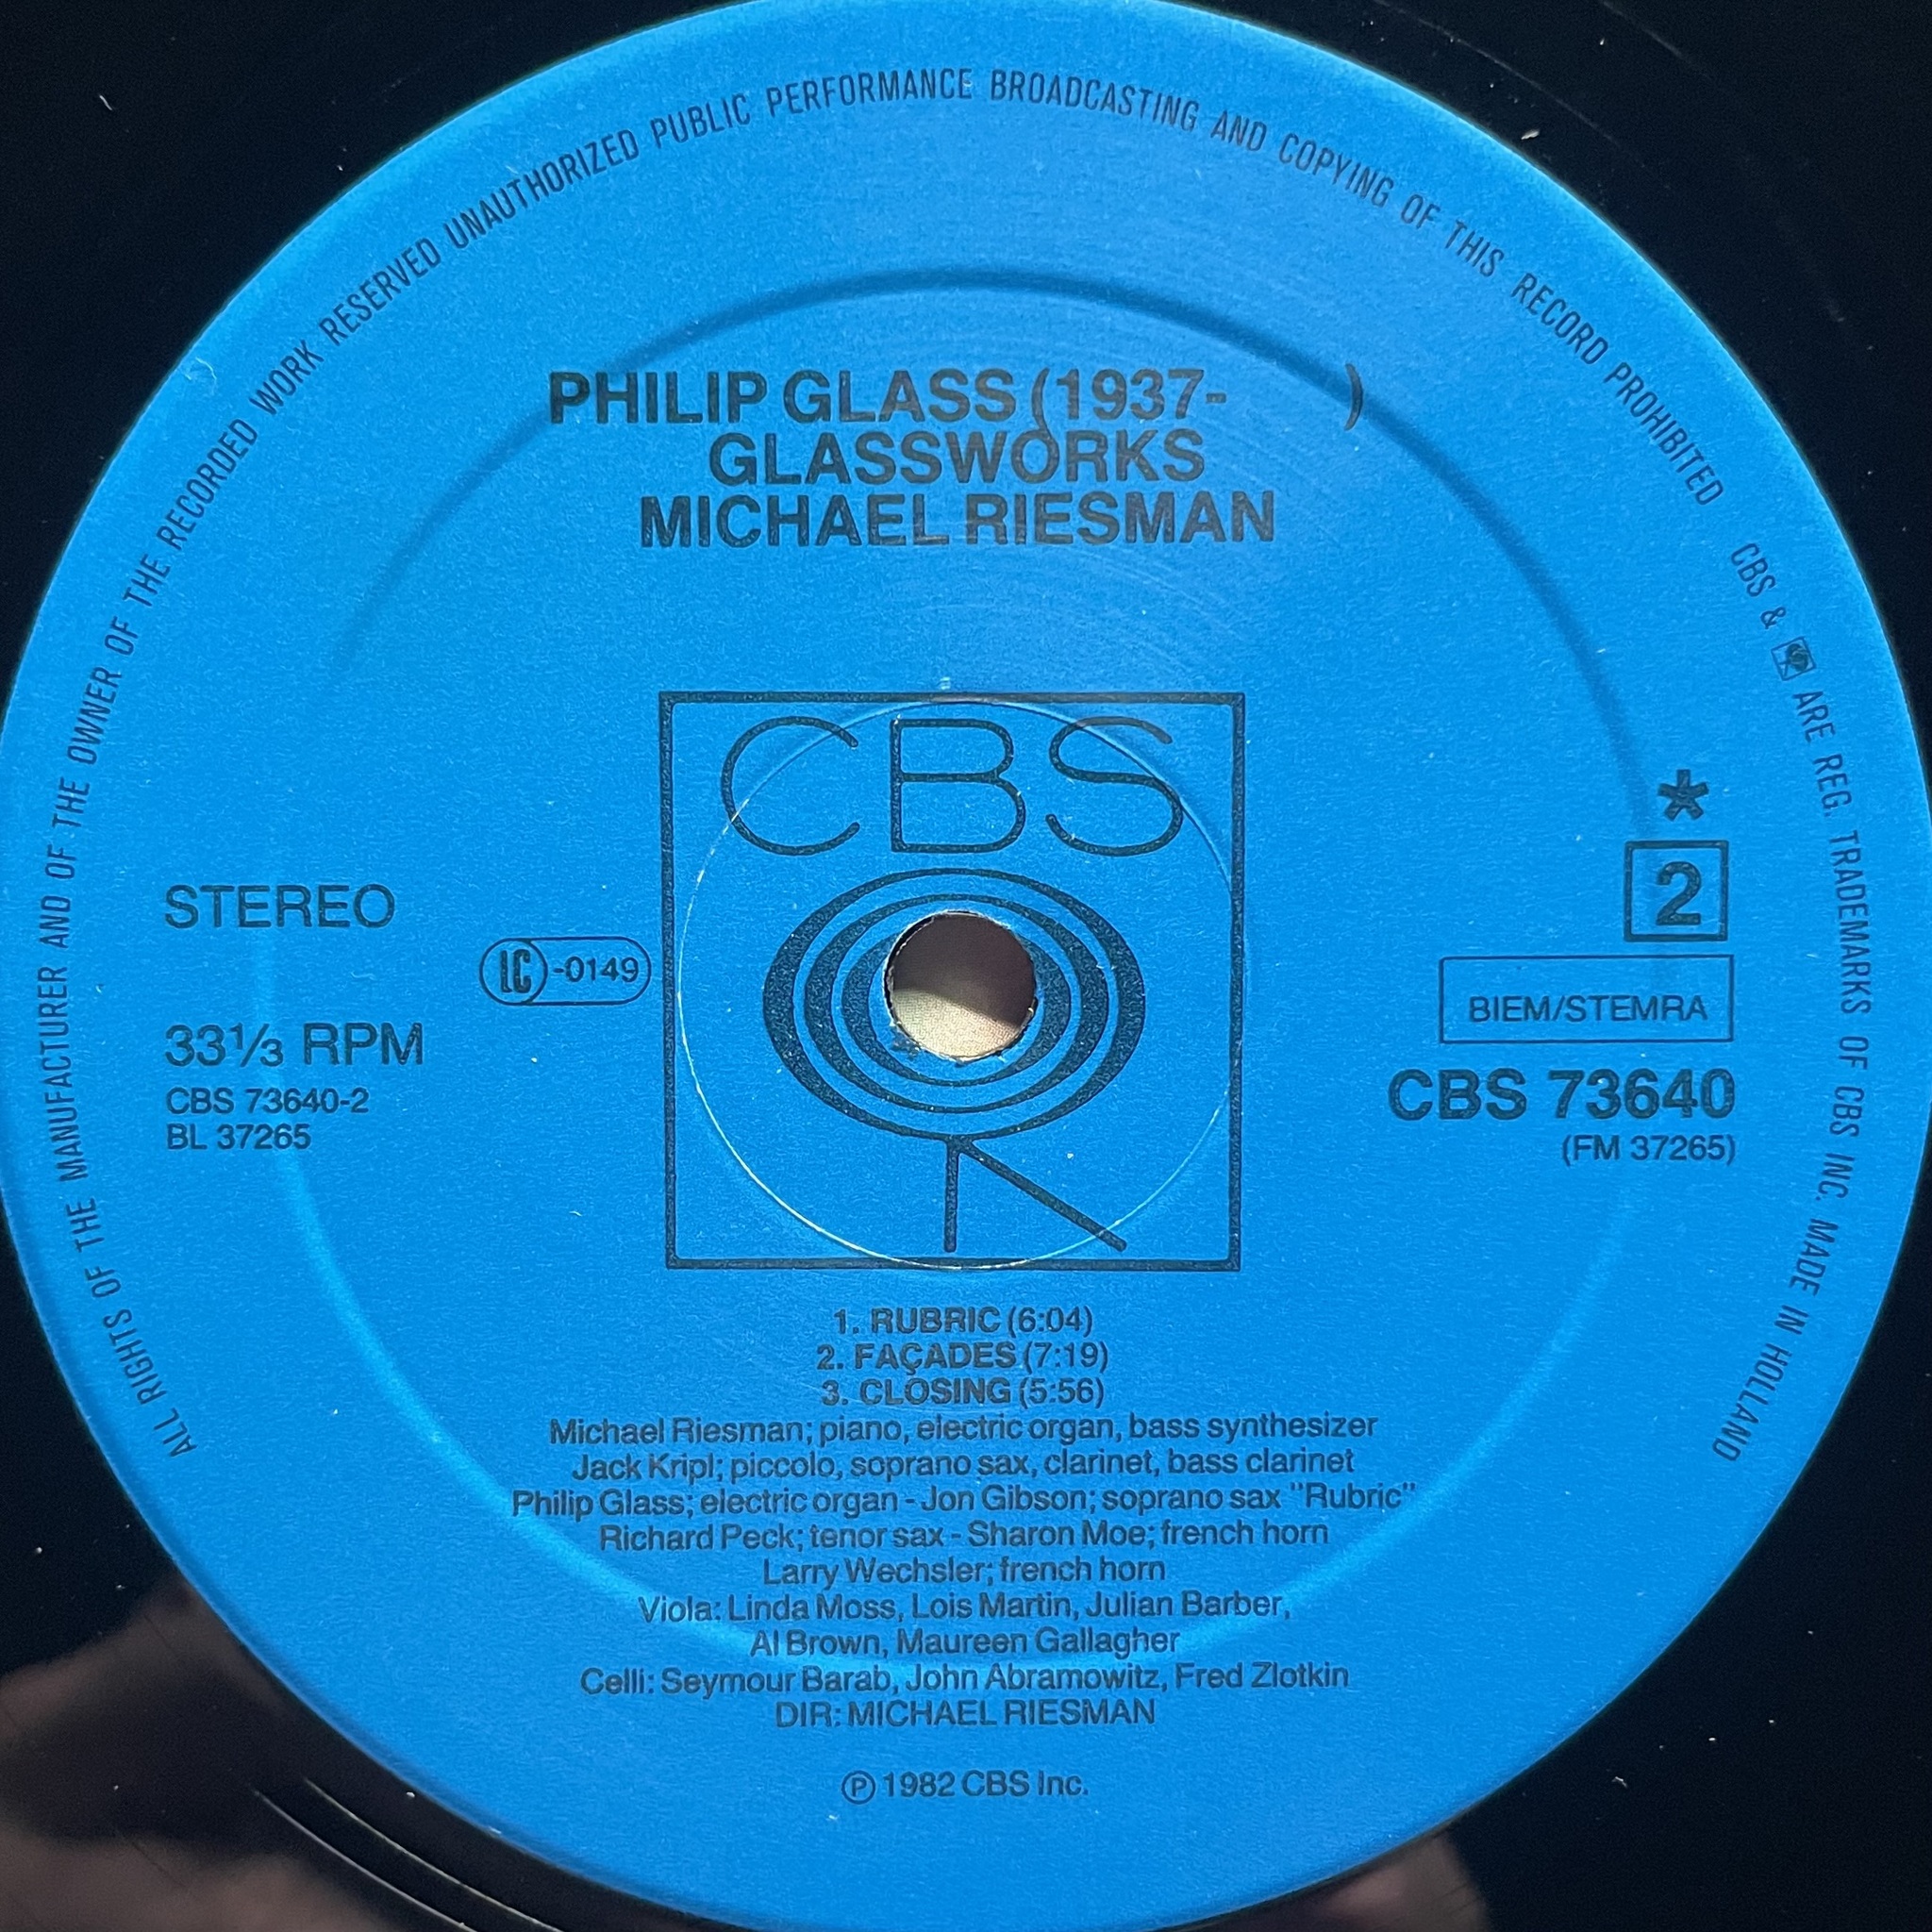 ALL RIGHTS OF THE MANUFACTURER AND OF THE OWNER OF THE RECORDED WORK RESERVED UNAUTHORIZED PUBLIC PERFORMANCE BROADCASTING AND COPYING OF THIS RECORD PROHIBITED CBS & ARE REG. TRADEMARKS OF CBS INC. MADE IN HOLLAND
PHILIP GLASS (1937- )
GLASSWORKS
MICHAEL RIESMAN
CBS
STEREO
LC-0149
33⅓ RPM
CBS 73640-2
BL 37265
*
2
BIEM/STEMRA
CBS 73640
(FM 37265)
1. RUBRIC (6:04)
2. FAÇADES (7:19)
3. CLOSING (5:56)
Michael Riesman; piano, electric organ, bass synthesizer
Jack Kripl; piccolo, soprano sax, clarinet, bass clarinet
Philip Glass; electric organ - Jon Gibson; soprano sax "Rubric"
Richard Peck; tenor sax - Sharon Moe; french horn
Larry Wechsler; french horn
Viola: Linda Moss, Lois Martin, Julian Barber,
Al Brown, Maureen Gallagher
Celli: Seymour Barab, John Abramowitz, Fred Zlotkin
DIR: MICHAEL RIESMAN
℗ 1982 CBS Inc.